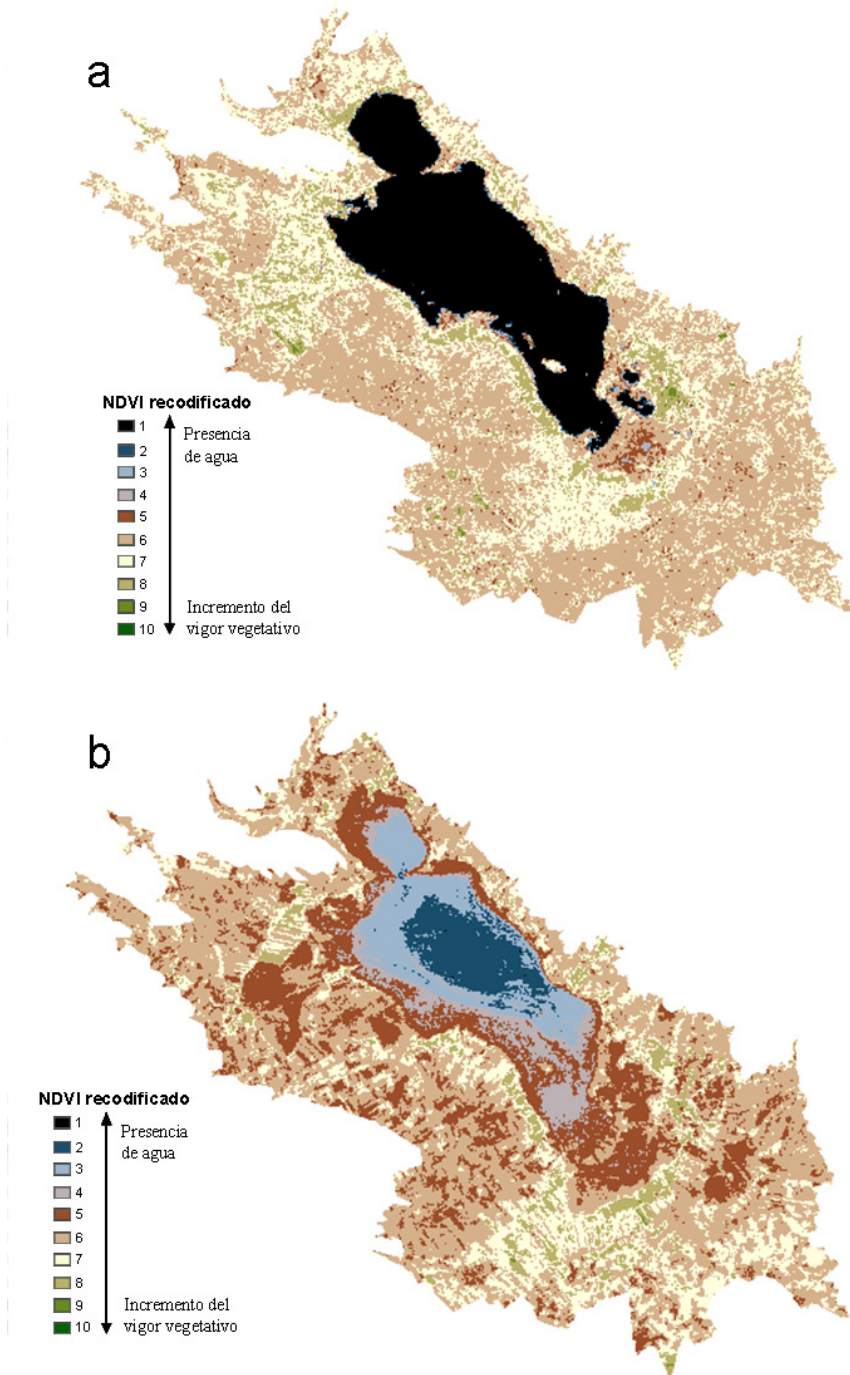 a
NDVI recodificado
1
Presencia
2
de agua
3
4
5
6
7
8
9
Incremento del
10
vigor vegetativo
b
NDVI recodificado
1
Presencia
2
de agua
3
4
5
6
7
8
9
Incremento del
10
vigor vegetativo